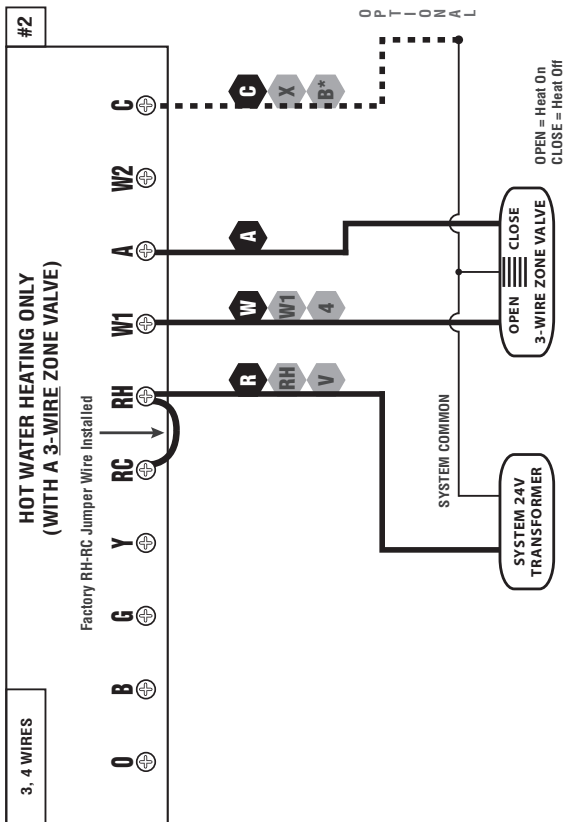 3, 4 WIRES
#2
HOT WATER HEATING ONLY
(WITH A 3-WIRE ZONE VALVE)
Factory RH-RC Jumper Wire Installed
O B G Y RC RH W1 A W2 C
R W A C
RH W1 X
V 4 B*
OPTIONAL
SYSTEM COMMON
SYSTEM 24V
TRANSFORMER
OPEN CLOSE
3-WIRE ZONE VALVE
OPEN = Heat On
CLOSE = Heat Off